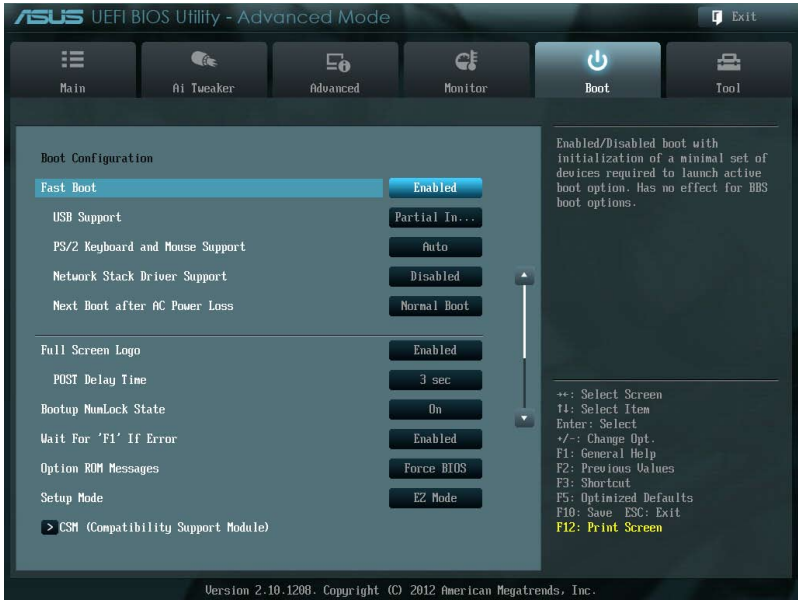 ASUS UEFI BIOS Utility - Advanced Mode
Exit
Main
Ai Tweaker
Advanced
Monitor
Boot
Tool
Boot Configuration
Fast Boot Enabled
USB Support Partial In...
PS/2 Keyboard and Mouse Support Auto
Network Stack Driver Support Disabled
Next Boot after AC Power Loss Normal Boot
Full Screen Logo Enabled
POST Delay Time 3 sec
Bootup NumLock State On
Wait For 'F1' If Error Enabled
Option ROM Messages Force BIOS
Setup Mode EZ Mode
> CSM (Compatibility Support Module)
Enabled/Disabled boot with
initialization of a minimal set of
devices required to launch active
boot option. Has no effect for BBS
boot options.
→←: Select Screen
↑↓: Select Item
Enter: Select
+/-: Change Opt.
F1: General Help
F2: Previous Values
F3: Shortcut
F5: Optimized Defaults
F10: Save ESC: Exit
F12: Print Screen
Version 2.10.1208. Copyright (C) 2012 American Megatrends, Inc.